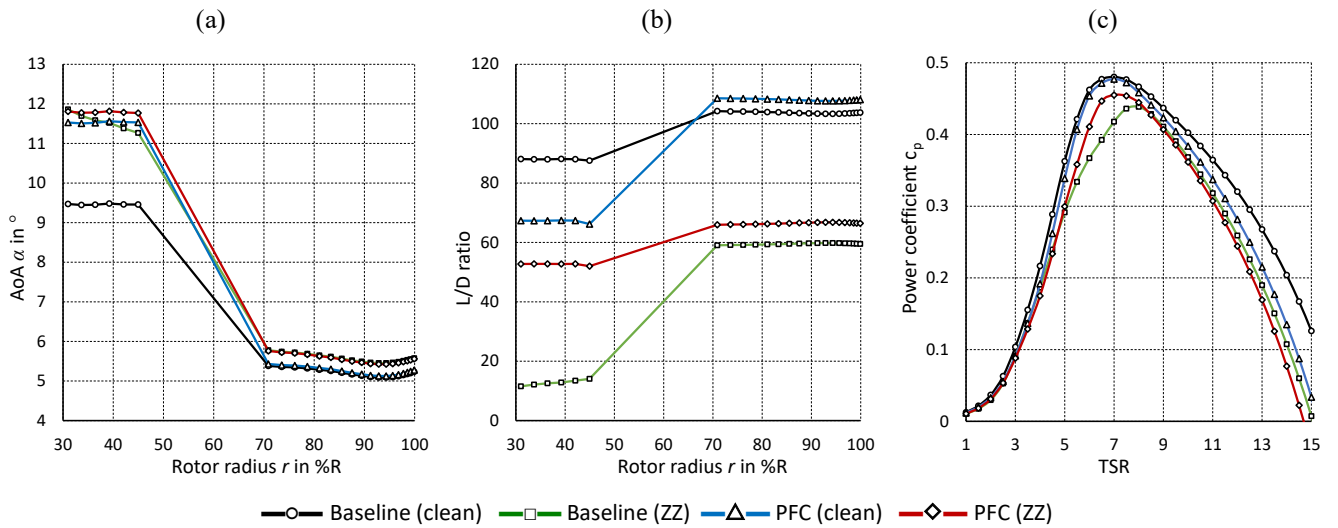 (a)
(b)
(c)
AoA α in °
13
12
11
10
9
8
7
6
5
4
30 40 50 60 70 80 90 100
Rotor radius r in %R
L/D ratio
120
100
80
60
40
20
0
30 40 50 60 70 80 90 100
Rotor radius r in %R
Power coefficient cp
0.5
0.4
0.3
0.2
0.1
0
1 3 5 7 9 11 13 15
TSR
Baseline (clean) Baseline (ZZ) PFC (clean) PFC (ZZ)